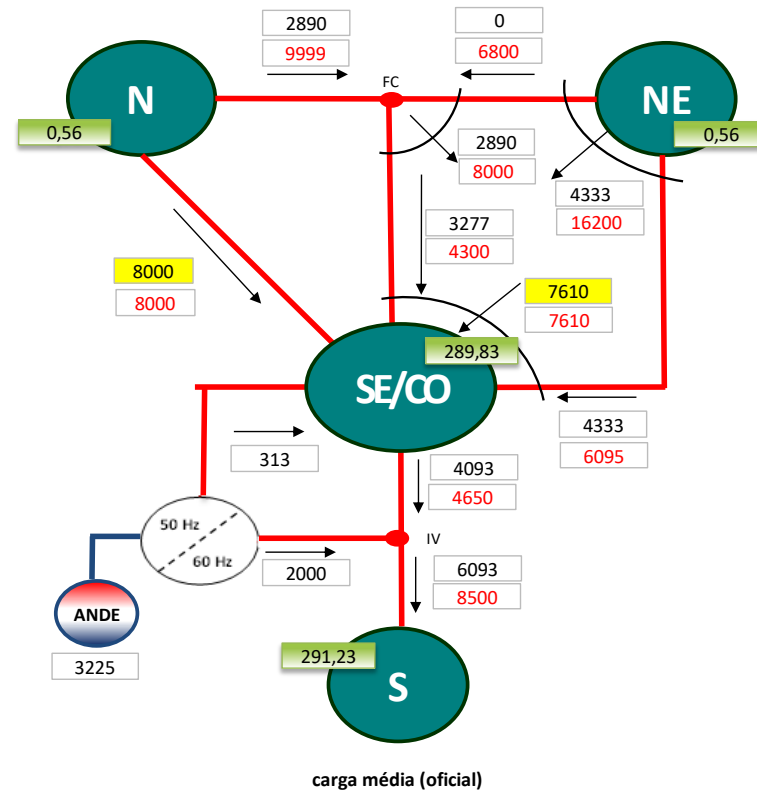 2890
9999
0
6800
FC
N
NE
0,56
0,56
2890
8000
4333
16200
3277
4300
8000
8000
7610
7610
289,83
SE/CO
313
4333
6095
4093
4650
50 Hz
60 Hz
IV
2000
6093
8500
ANDE
3225
291,23
S
carga média (oficial)